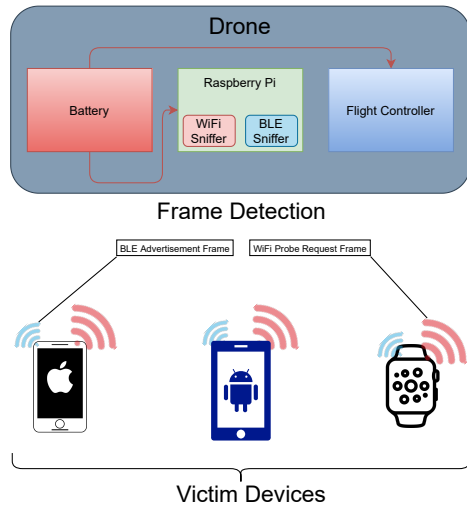 Drone
Battery
Raspberry Pi
WiFi
Sniffer
BLE
Sniffer
Flight Controller
Frame Detection
BLE Advertisement Frame
WiFi Probe Request Frame
Victim Devices